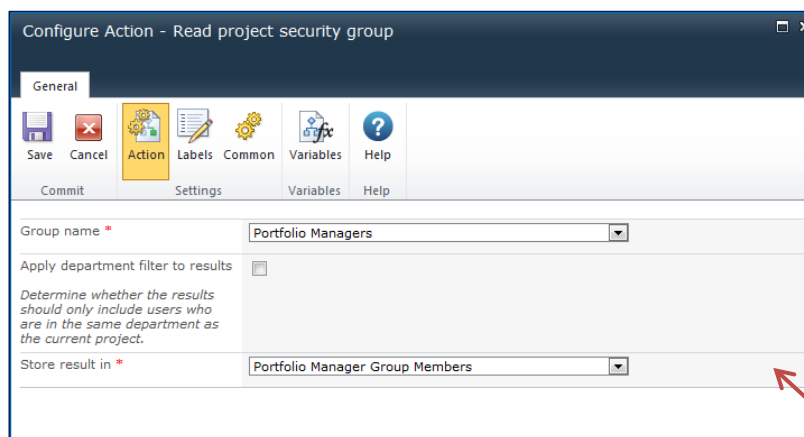 Configure Action - Read project security group
General
Save Cancel Action Labels Common Variables Help
Commit Settings Variables Help
Group name * Portfolio Managers
Apply department filter to results
Determine whether the results
should only include users who
are in the same department as
the current project.
Store result in * Portfolio Manager Group Members